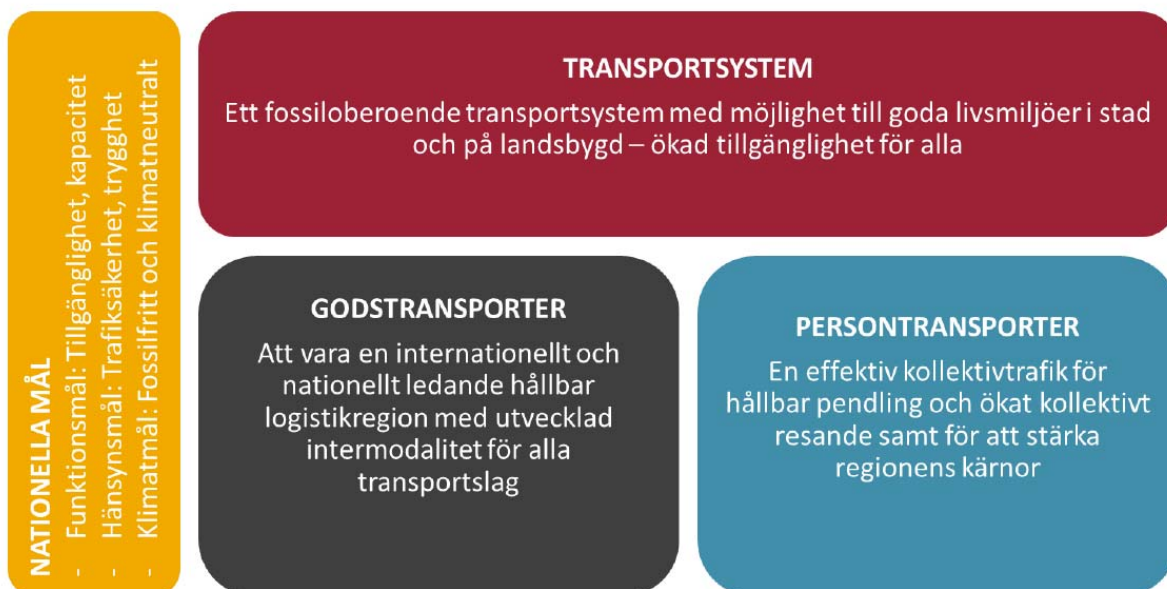 NATIONELLA MÅL
- Funktionsmål: Tillgänglighet, kapacitet
- Hänsynsmål: Trafiksäkerhet, trygghet
- Klimatmål: Fossilfritt och klimatneutralt
TRANSPORTSYSTEM
Ett fossiloberoende transportsystem med möjlighet till goda livsmiljöer i stad
och på landsbygd – ökad tillgänglighet för alla
GODSTRANSPORTER
Att vara en internationellt och
nationellt ledande hållbar
logistikregion med utvecklad
intermodalitet för alla
transportslag
PERSONTRANSPORTER
En effektiv kollektivtrafik för
hållbar pendling och ökat kollektivt
resande samt för att stärka
regionens kärnor